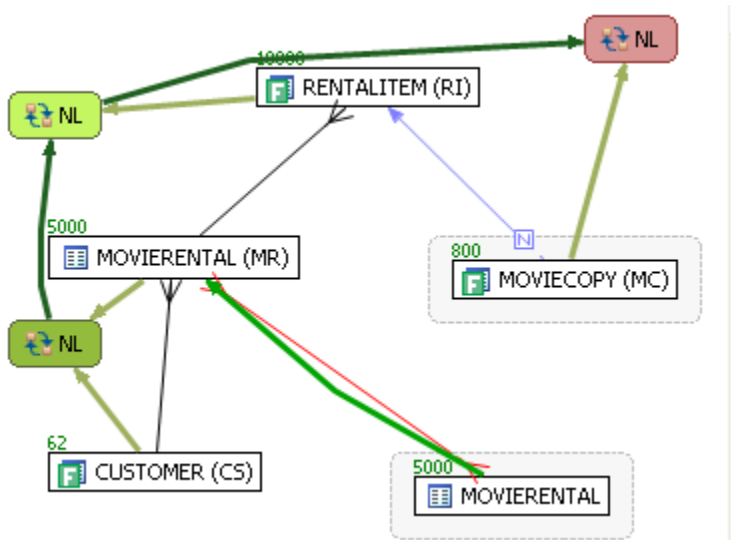 NL
10000
RENTALITEM (RI)
NL
5000
MOVIERENTAL (MR)
N
800
MOVIECOPY (MC)
NL
62
CUSTOMER (CS)
5000
MOVIERENTAL